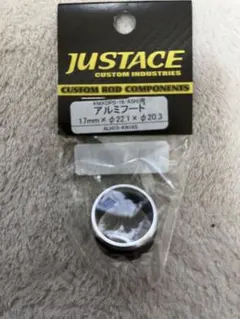 JUSTACE
CUSTOM INDUSTRIES
CUSTOM ROD COMPONENTS
アルミフード
17mm×φ22.1×φ20.3